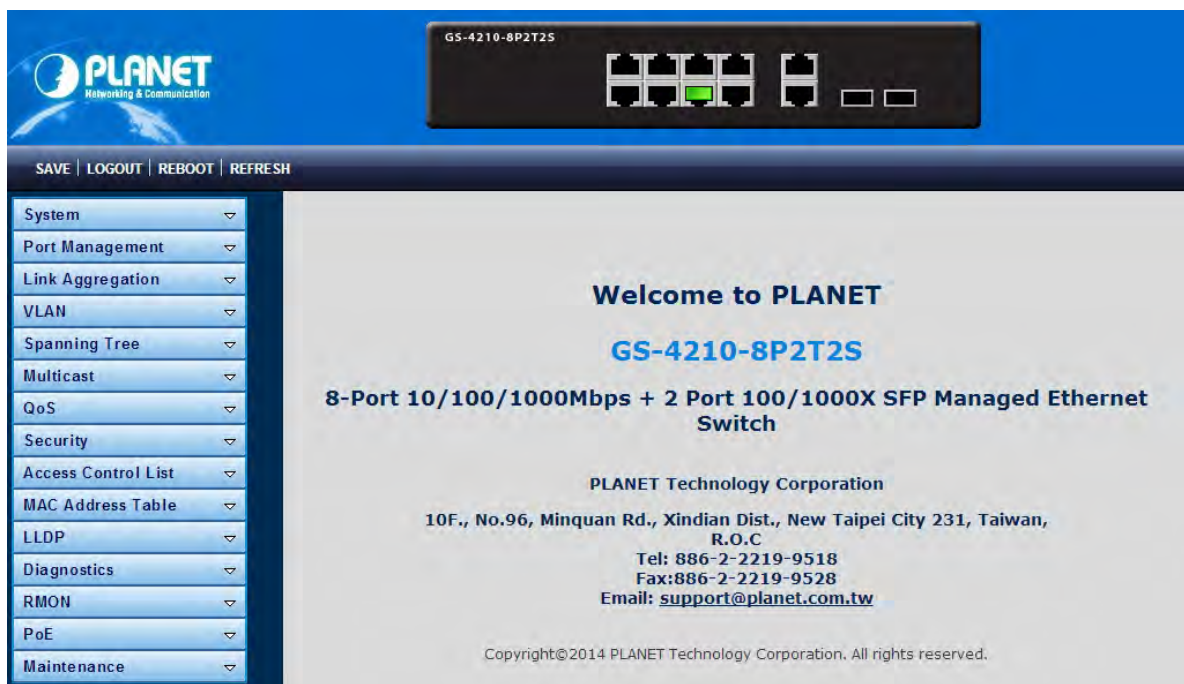 GS-4210-8P2T2S
PLANET
Networking & Communication
SAVE | LOGOUT | REBOOT | REFRESH
System
Port Management
Link Aggregation
VLAN
Spanning Tree
Multicast
QoS
Security
Access Control List
MAC Address Table
LLDP
Diagnostics
RMON
PoE
Maintenance
Welcome to PLANET
GS-4210-8P2T2S
8-Port 10/100/1000Mbps + 2 Port 100/1000X SFP Managed Ethernet
Switch
PLANET Technology Corporation
10F., No.96, Minquan Rd., Xindian Dist., New Taipei City 231, Taiwan,
R.O.C
Tel: 886-2-2219-9518
Fax:886-2-2219-9528
Email: support@planet.com.tw
Copyright©2014 PLANET Technology Corporation. All rights reserved.